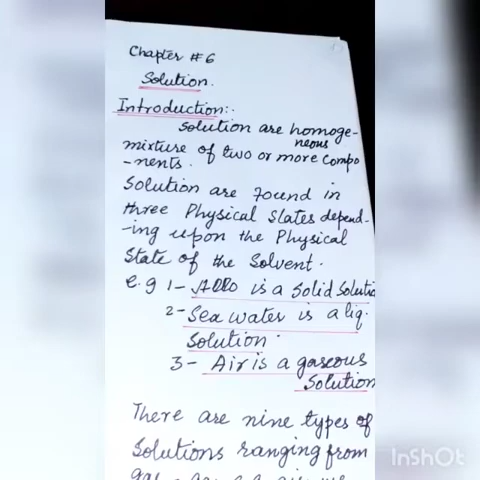 Chapter #6
Solution.
Introduction:.
Solution are homoge-
neous
mixture of two or more compo
-nents.
Solution are found in
three Physical States depend-
-ing upon the Physical
State of the Solvent.
e.g 1- is a Solid Solutio
2- Sea water is a liq.
Solution.
3- Air is a gaseous
Solution
There are nine types of
Solutions ranging from
InShOt